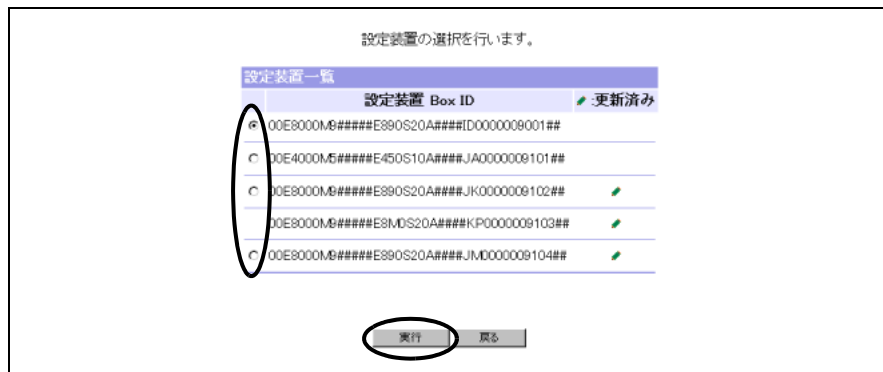 設定装置の選択を行います。
設定装置一覧
設定装置 Box ID :更新済み
00E8000M9#####E890S20A####ID0000009001##
00E4000M5#####E450S10A####JA0000009101##
00E8000M9#####E890S20A####JK0000009102##
00E8000M9#####E8M0S20A####KP0000009103##
00E8000M9#####E890S20A####JM0000009104##
実行 戻る